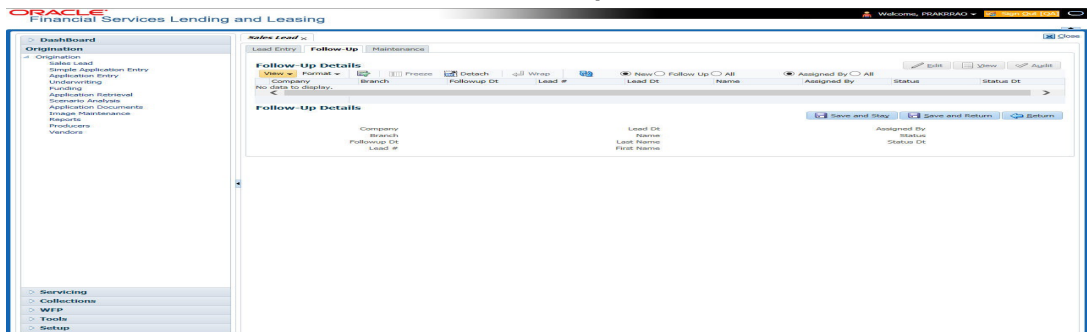 ORACLE
Financial Services Lending and Leasing
Welcome, PRAKRRAO
Sign Out [QA]
DashBoard
Origination
Origination
Sales Lead
Simple Application Entry
Application Entry
Underwriting
Funding
Application Retrieval
Scenario Analysis
Application Documents
Image Maintenance
Reports
Producers
Vendors
Servicing
Collections
WFP
Tools
Setup
Sales Lead x
Close
Lead Entry Follow-Up Maintenance
Follow-Up Details
Edit View Audit
View Format Freeze Detach Wrap New Follow Up All Assigned By All
Company Branch Followup Dt Lead # Lead Dt Name Assigned By Status Status Dt
No data to display.
Follow-Up Details
Save and Stay Save and Return Return
Company Lead Dt Assigned By
Branch Name Status
Followup Dt Last Name Status Dt
Lead # First Name